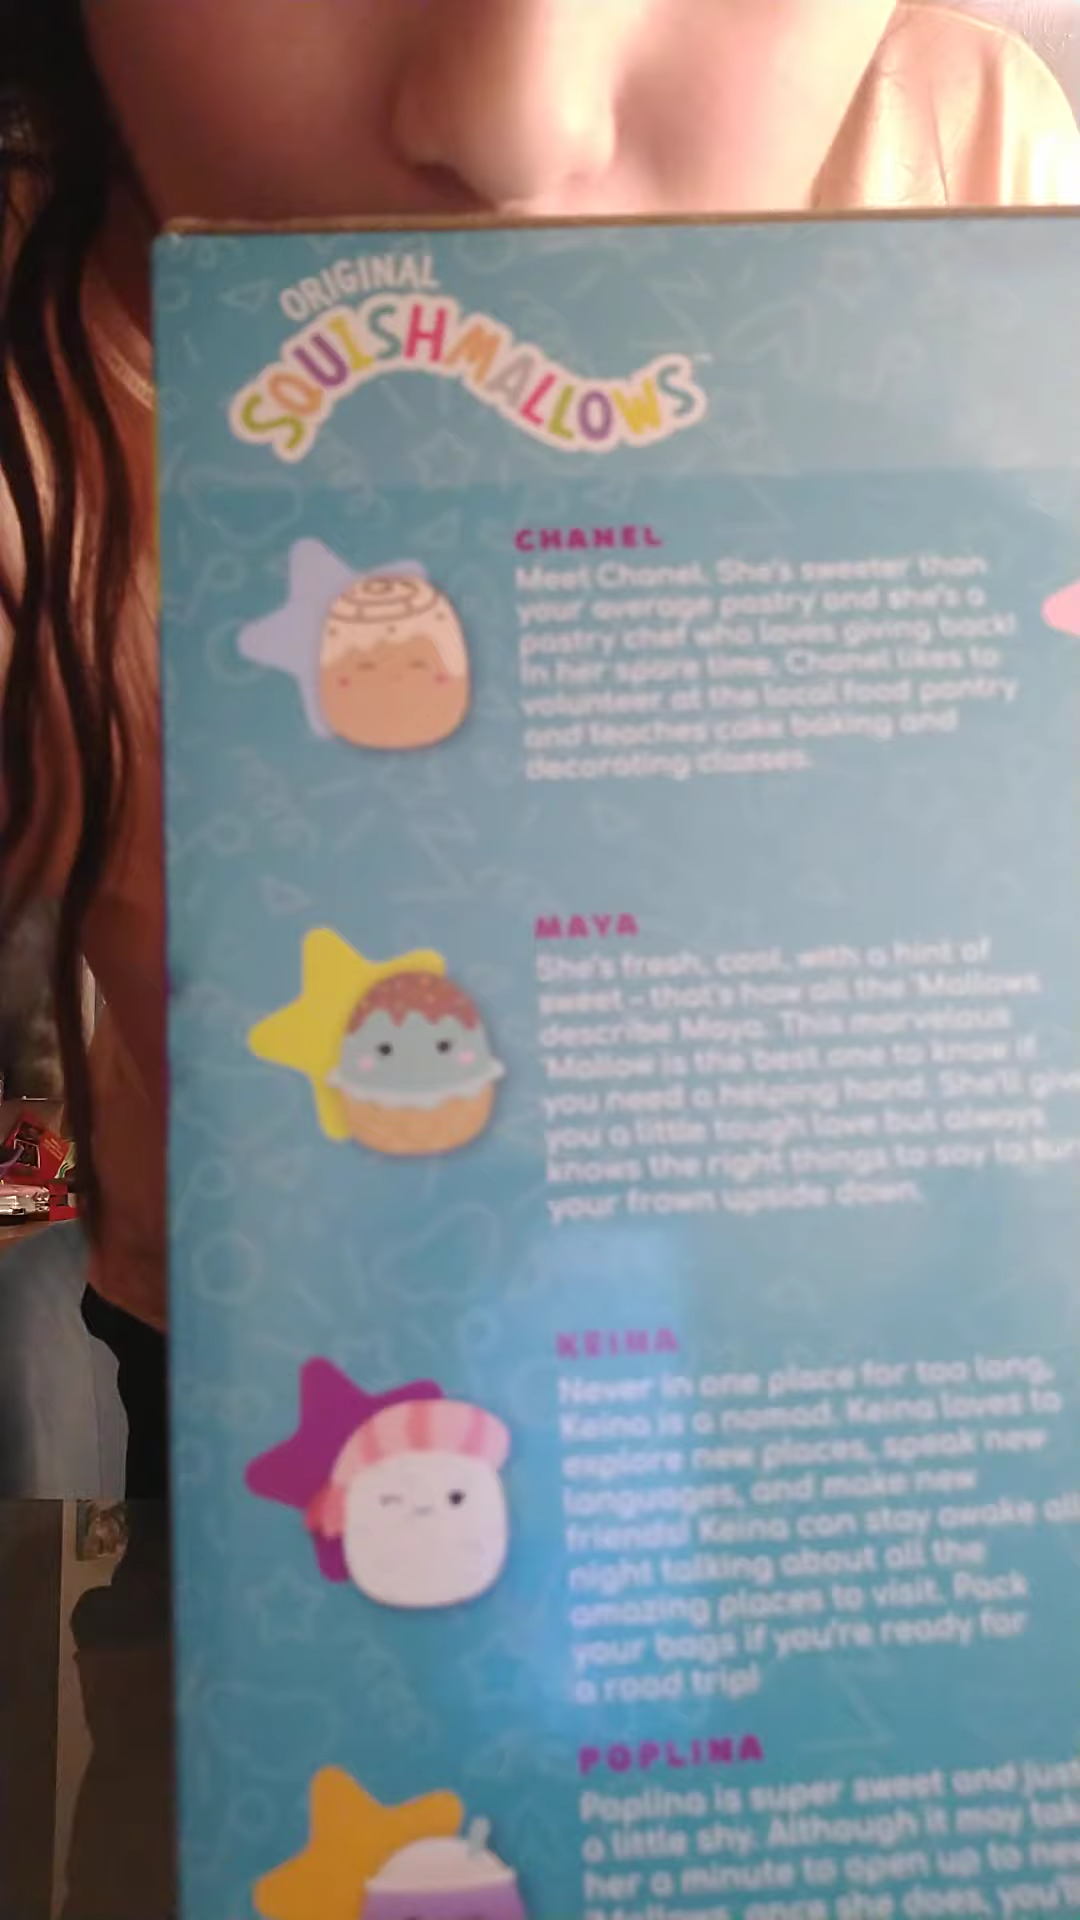 ORIGINAL
SQUISHMALLOWS
CHANEL
Meet Chanel. She's sweeter than
your average pastry and she's a
pastry chef who loves giving back!
In her spare time, Chanel likes to
volunteer at the local food pantry
and teaches cake baking and
decorating classes.
MAYA
She's fresh, cool, with a hint of
sweet - that's how all the 'Mallows
describe Maya. This marvelous
'Mallow is the best one to know if
you need a helping hand. She'll give
you a little tough love but always
knows the right things to say to
your frown upside down.
KEINA
Never in one place for too long,
Keina is a nomad. Keina loves to
explore new places, speak new
languages, and make new
friends! Keina can stay awake all
night talking about all the
amazing places to visit. Pack
your bags if you're ready for
a road trip!
POPLINA
Poplina is super sweet and just
a little shy. Although it may
her a minute to open up to
'Mallows, once she does, you'll